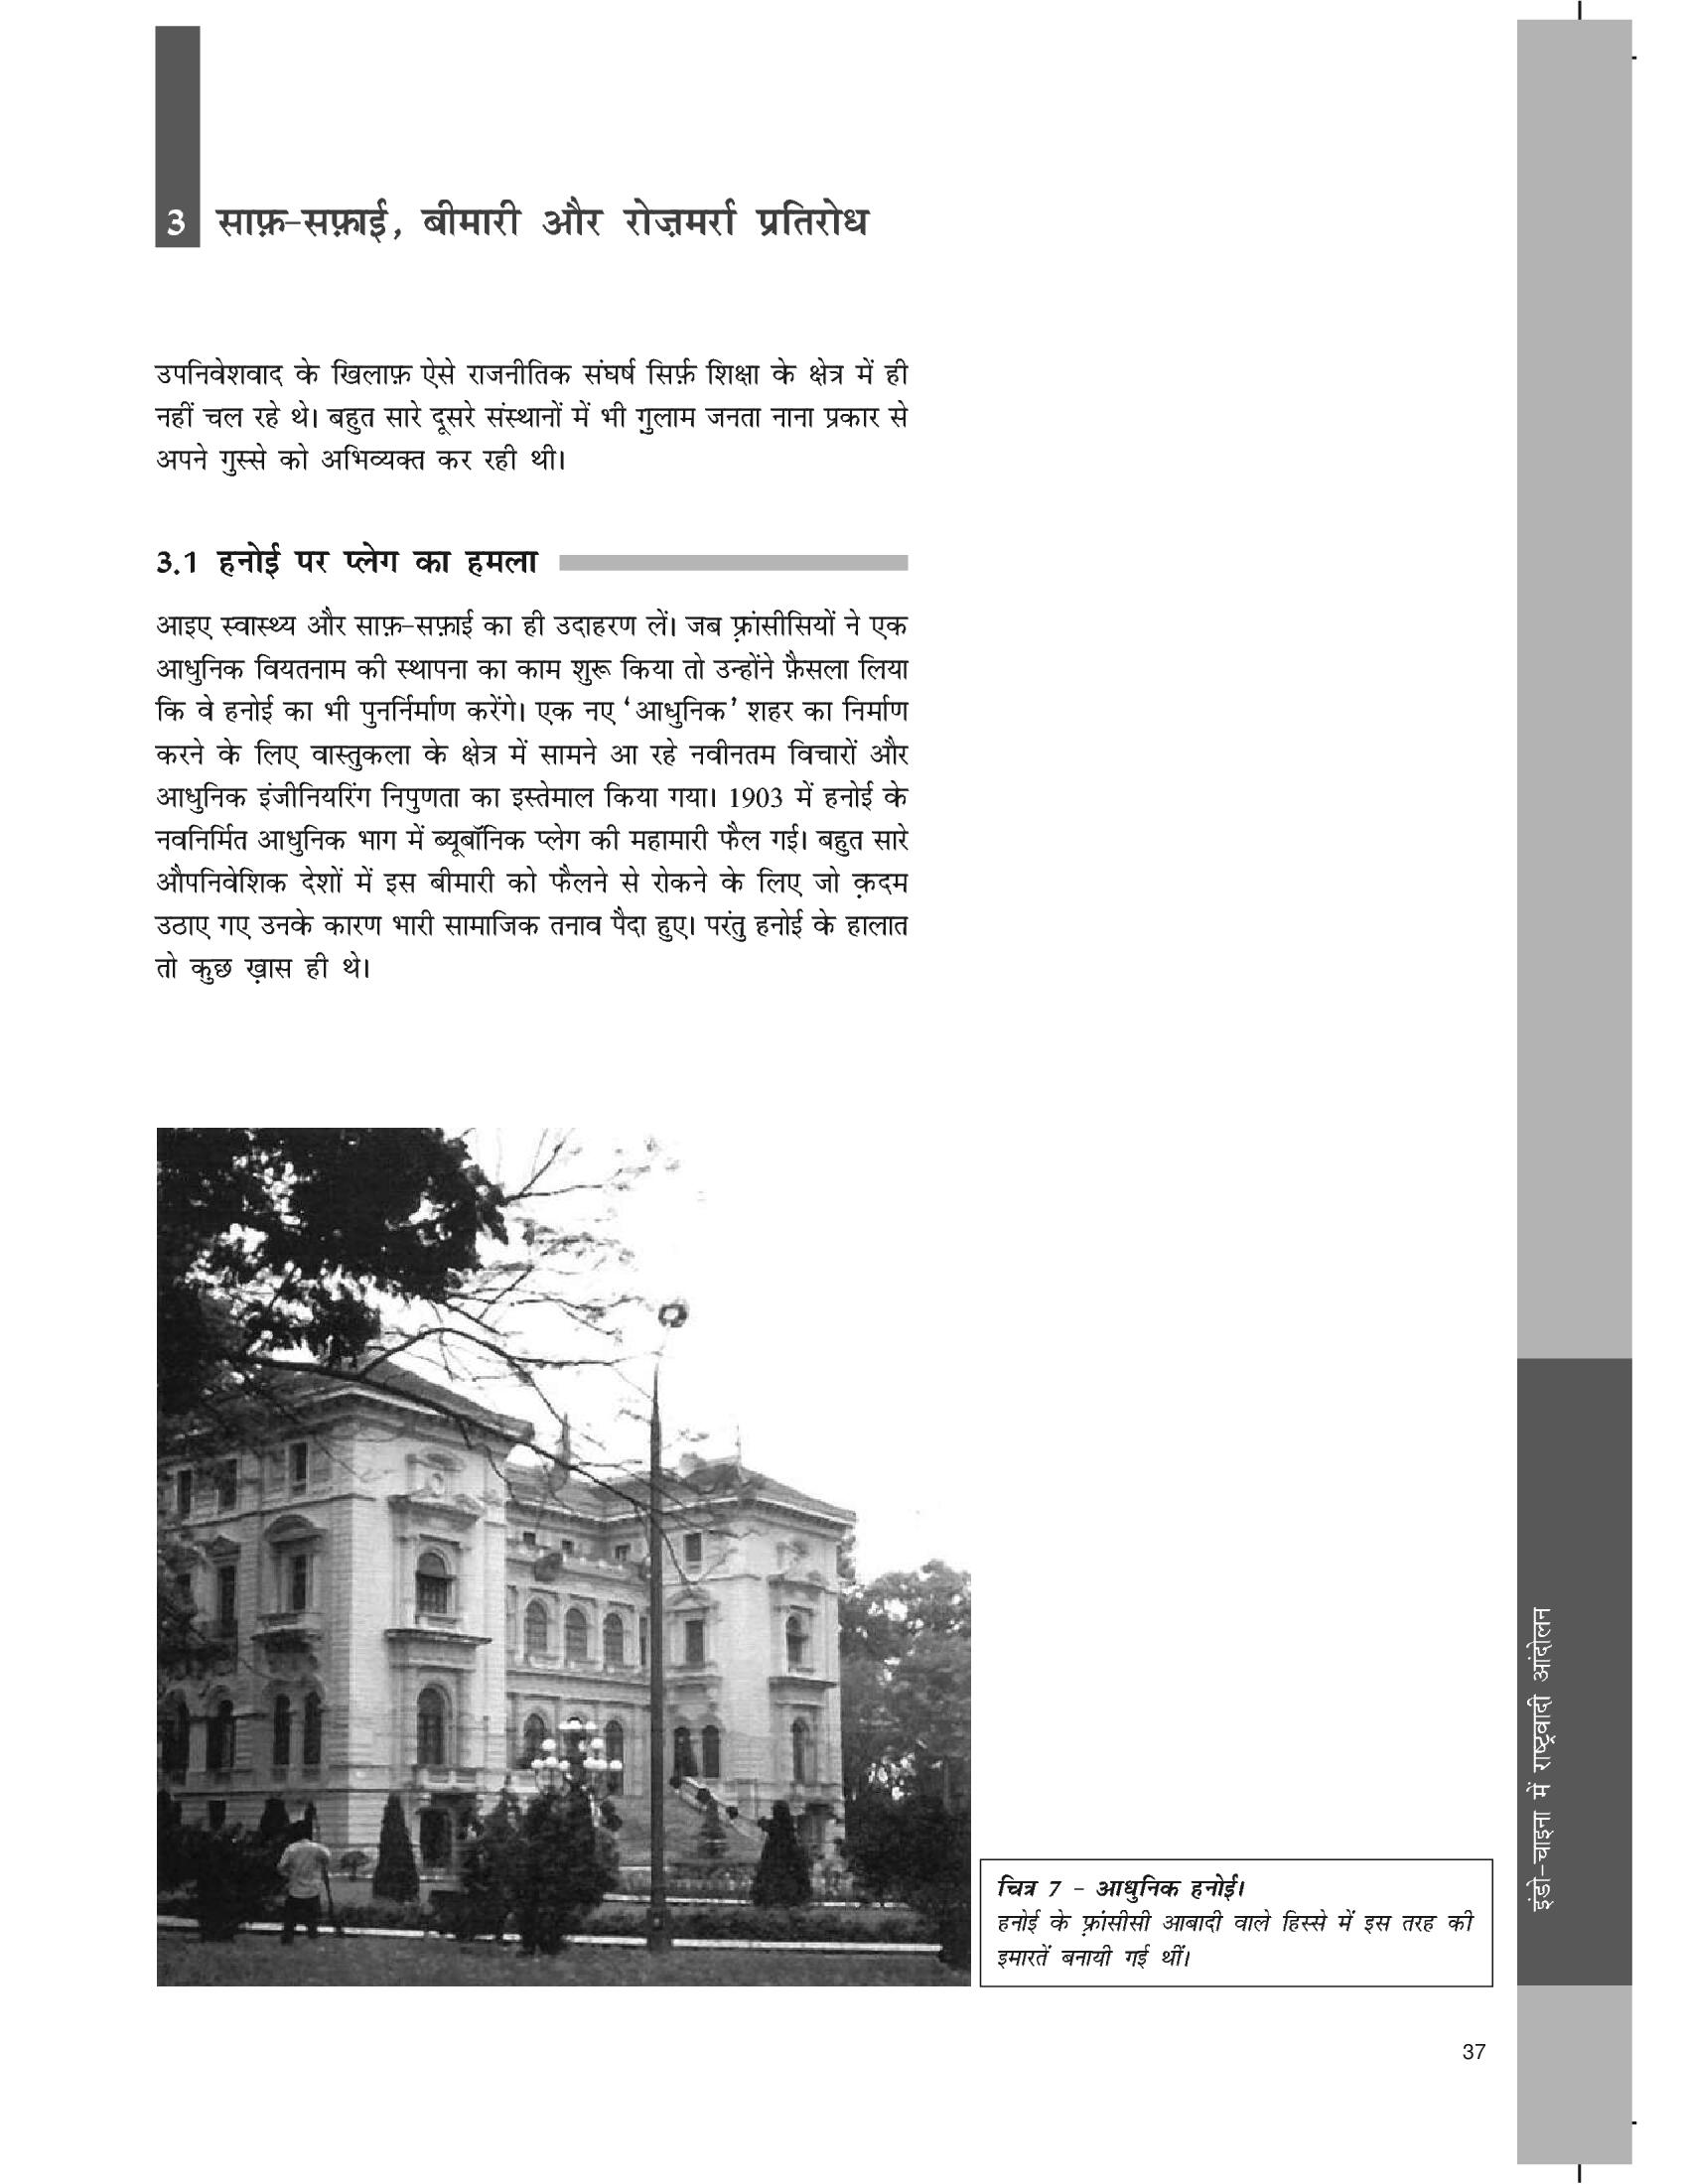 3 साफ़-सफ़ाई, बीमारी और रोज़मर्रा प्रतिरोध
उपनिवेशवाद के खिलाफ़ ऐसे राजनीतिक संघर्ष सिर्फ़ शिक्षा के क्षेत्र में ही
नहीं चल रहे थे। बहुत सारे दूसरे संस्थानों में भी गु़लाम जनता नाना प्रकार से
अपने गुस्से को अभिव्यक्त कर रही थी।
3.1 हनोई पर प्लेग का हमला
आइए स्वास्थ्य और साफ़-सफ़ाई का ही उदाहरण लें। जब फ़्रांसीसियों ने एक
आधुनिक वियतनाम की स्थापना का काम शुरू किया तो उन्होंने फ़ैसला लिया
कि वे हनोई का भी पुनर्निर्माण करेंगे। एक नए ‘आधुनिक’ शहर का निर्माण
करने के लिए वास्तुकला के क्षेत्र में सामने आ रहे नवीनतम विचारों और
आधुनिक इंजीनियरिंग निपुणता का इस्तेमाल किया गया। 1903 में हनोई के
नवनिर्मित आधुनिक भाग में ब्यूबॉनिक प्लेग की महामारी फैल गई। बहुत सारे
औपनिवेशिक देशों में इस बीमारी को फैलने से रोकने के लिए जो क़दम
उठाए गए उनके कारण भारी सामाजिक तनाव पैदा हुए। परंतु हनोई के हालात
तो कुछ ख़ास ही थे।
चित्र 7 - आधुनिक हनोई।
हनोई के फ़्रांसीसी आबादी वाले हिस्से में इस तरह की
इमारतें बनायी गई थीं।
इंडो-चाइना में राष्ट्रवादी आंदोलन
37